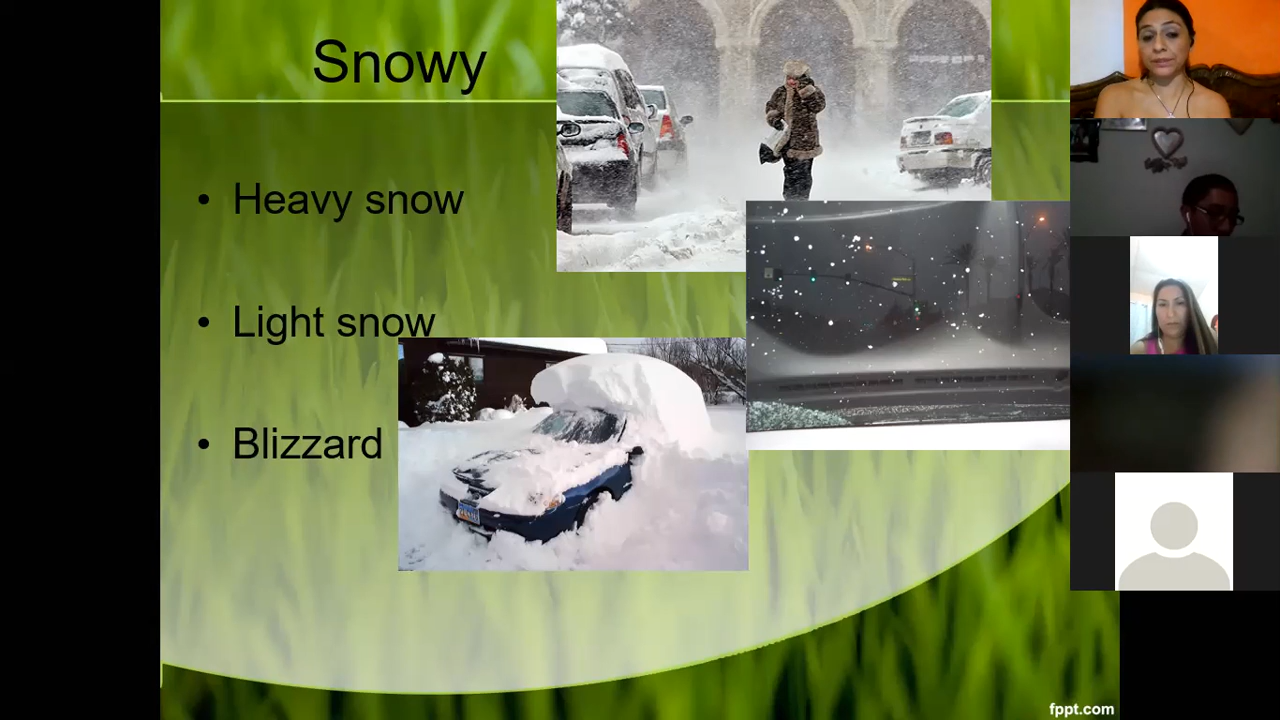 Snowy
• Heavy snow
• Light snow
• Blizzard
fppt.com